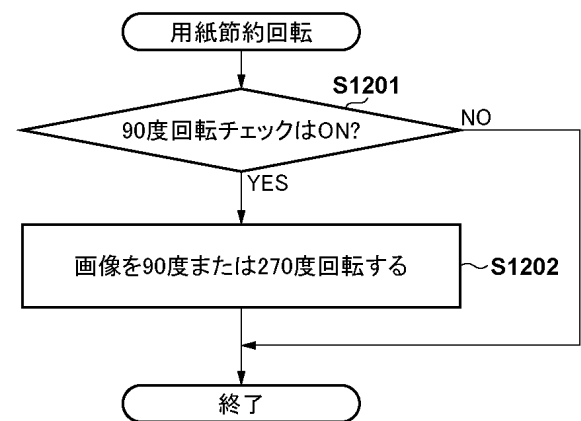 用紙節約回転
S1201
90度回転チェックはON?
NO
YES
画像を90度または270度回転する
S1202
終了